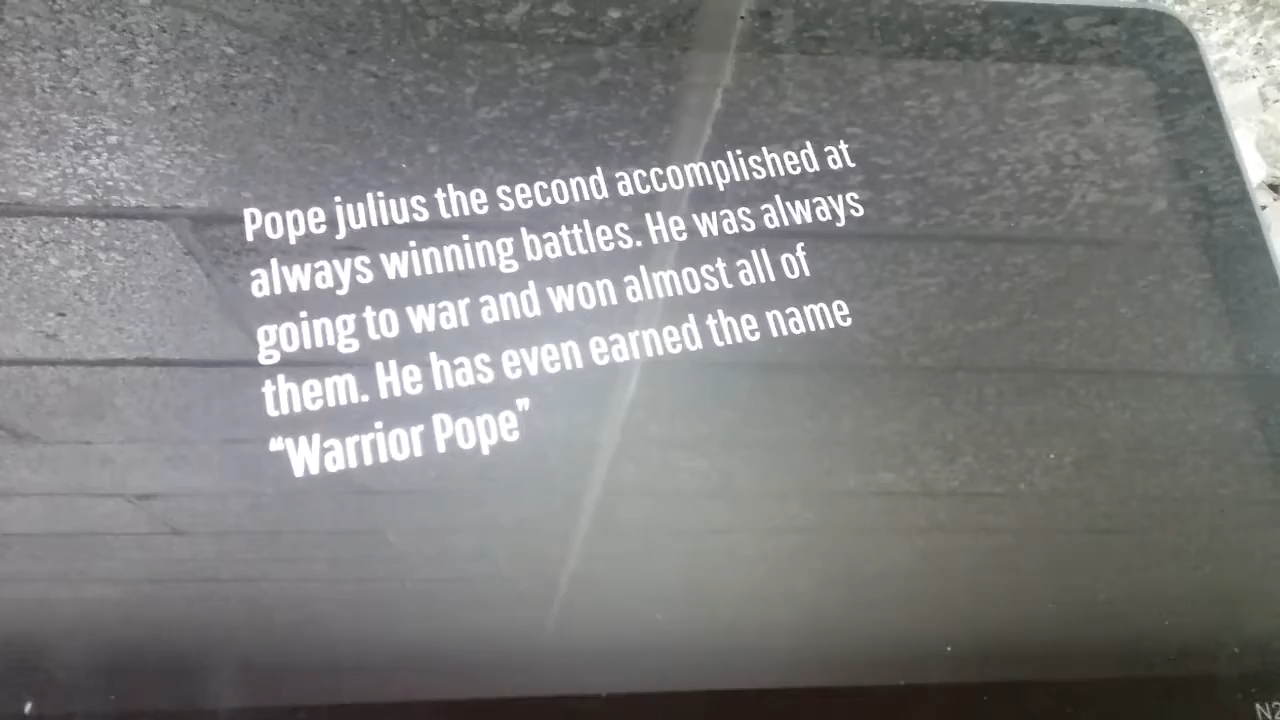 Pope julius the second accomplished at
always winning battles. He was always
going to war and won almost all of
them. He has even earned the name
“Warrior Pope”